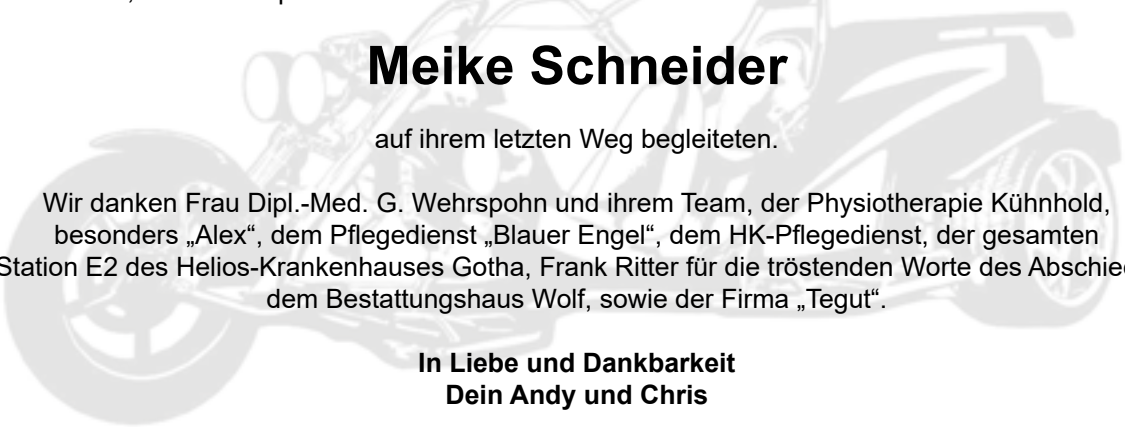 Meike Schneider
auf ihrem letzten Weg begleiteten.
Wir danken Frau Dipl.-Med. G. Wehrspohn und ihrem Team, der Physiotherapie Kühnhold,
besonders „Alex“, dem Pflegedienst „Blauer Engel“, dem HK-Pflegedienst, der gesamten
Station E2 des Helios-Krankenhauses Gotha, Frank Ritter für die tröstenden Worte des
dem Bestattungshaus Wolf, sowie der Firma „Tegut“.
In Liebe und Dankbarkeit
Dein Andy und Chris